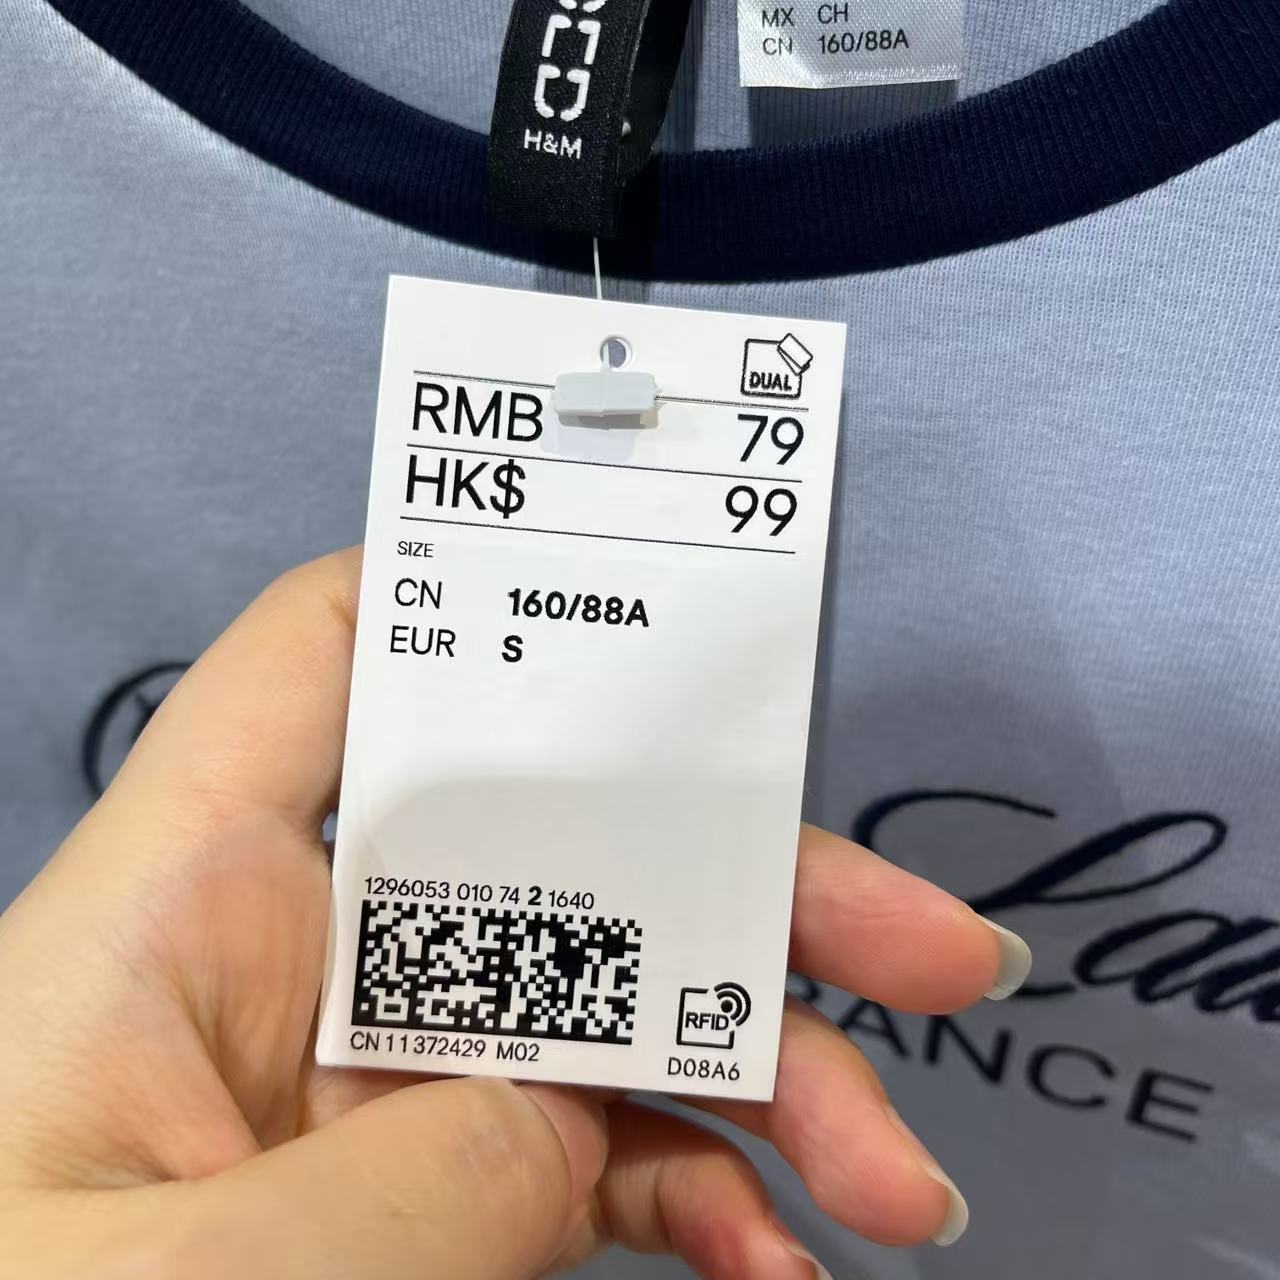 MX CH
CN 160/88A
H&M
DUAL
RMB 79
HK$ 99
SIZE
CN 160/88A
EUR S
1296053 010 74 2 1640
CN 11372429 M02
RFID
D08A6